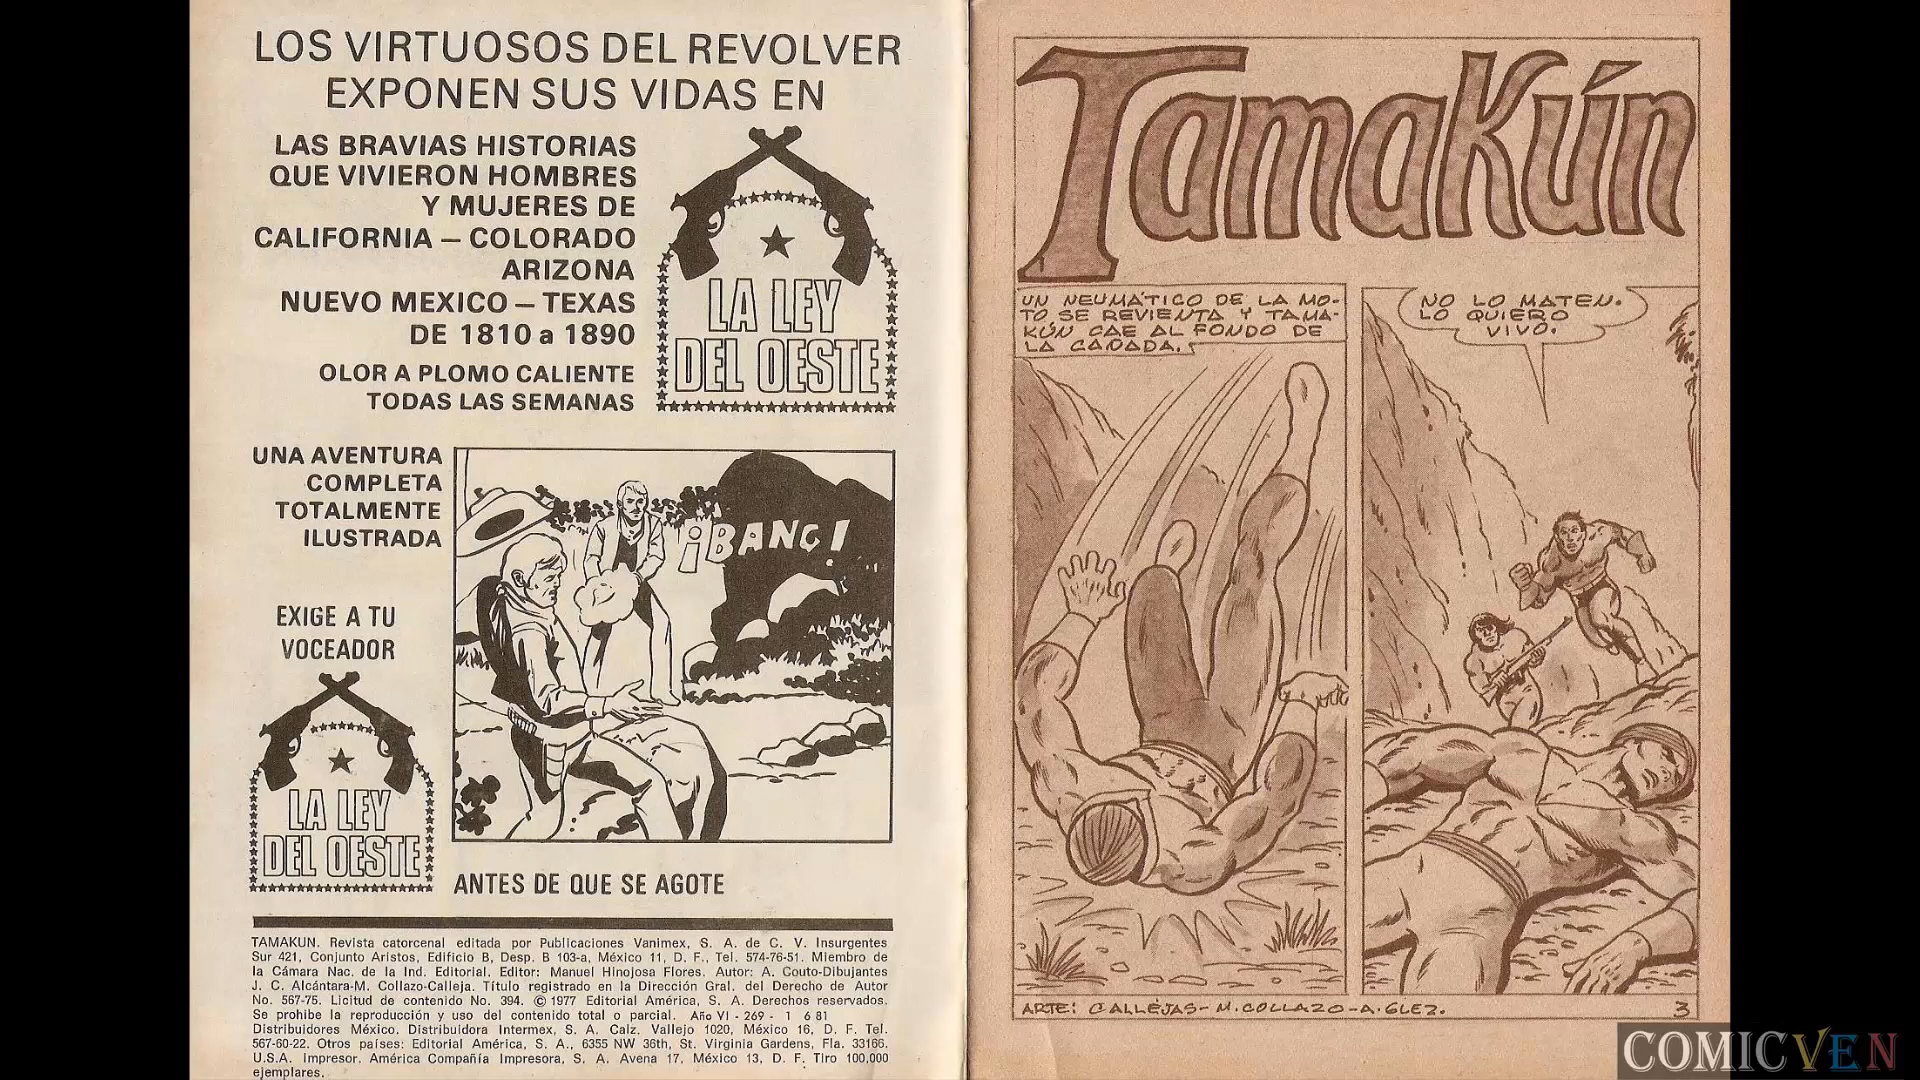 LOS VIRTUOSOS DEL REVOLVER
EXPONEN SUS VIDAS EN
LAS BRAVIAS HISTORIAS
QUE VIVIERON HOMBRES
Y MUJERES DE
CALIFORNIA — COLORADO
ARIZONA
NUEVO MEXICO — TEXAS
DE 1810 a 1890
OLOR A PLOMO CALIENTE
TODAS LAS SEMANAS
LA LEY
DEL OESTE
UNA AVENTURA
COMPLETA
TOTALMENTE
ILUSTRADA
¡BANG!
EXIGE A TU
VOCEADOR
LA LEY
DEL OESTE
ANTES DE QUE SE AGOTE
TAMAKUN. Revista catorcenal editada por Publicaciones Vanimex, S. A. de C. V. Insurgentes
Sur 421, Conjunto Aristos, Edificio B, Desp. B 103-a, México 11, D. F., Tel. 574-76-51. Miembro de
la Cámara Nac. de la Ind. Editorial. Editor: Manuel Hinojosa Flores. Autor: A. Couto-Dibujantes
J. C. Alcántara-M. Collazo-Calleja. Título registrado en la Dirección Gral. del Derecho de Autor
No. 567-75. Licitud de contenido No. 394. © 1977 Editorial América, S. A. Derechos reservados.
Se prohibe la reproducción y uso del contenido total o parcial. Año VI - 269 - 1 6 81
Distribuidores México. Distribuidora Intermex, S. A. Calz. Vallejo 1020, México 16, D. F. Tel.
567-60-22. Otros países: Editorial América, S. A., 6355 NW 36th, St. Virginia Gardens, Fla. 33166.
U.S.A. Impresor. América Compañía Impresora, S. A. Avena 17, México 13, D. F. Tiro 100,000
ejemplares.
Tamakún
UN NEUMÁTICO DE LA MO-
TO SE REVIENTA Y TAMA-
KÚN CAE AL FONDO DE
LA CAÑADA.
NO LO MATEN.
LO QUIERO
VIVO.
ARTE: CALLEJAS-M.COLLAZO-A.GLEZ.
3
COMICVEN